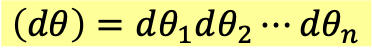 (𝑑𝜃) = 𝑑𝜃₁𝑑𝜃₂ ⋯ 𝑑𝜃ₙ